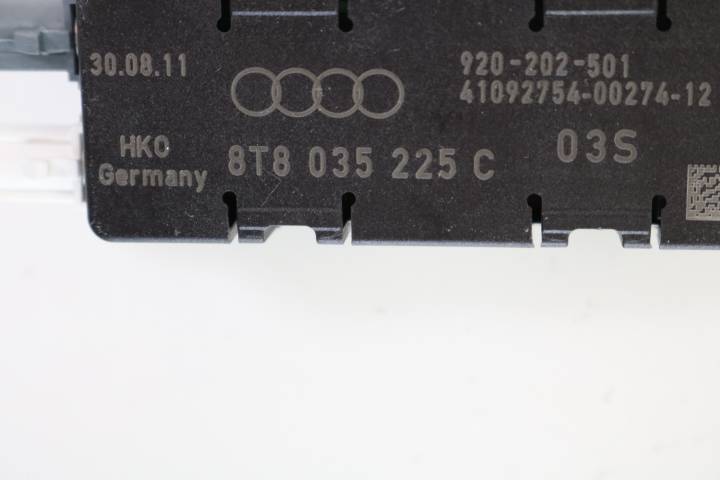 30.08.11
920-202-501
41092754-00274-12
HKO
Germany
8T8 035 225 C
03S